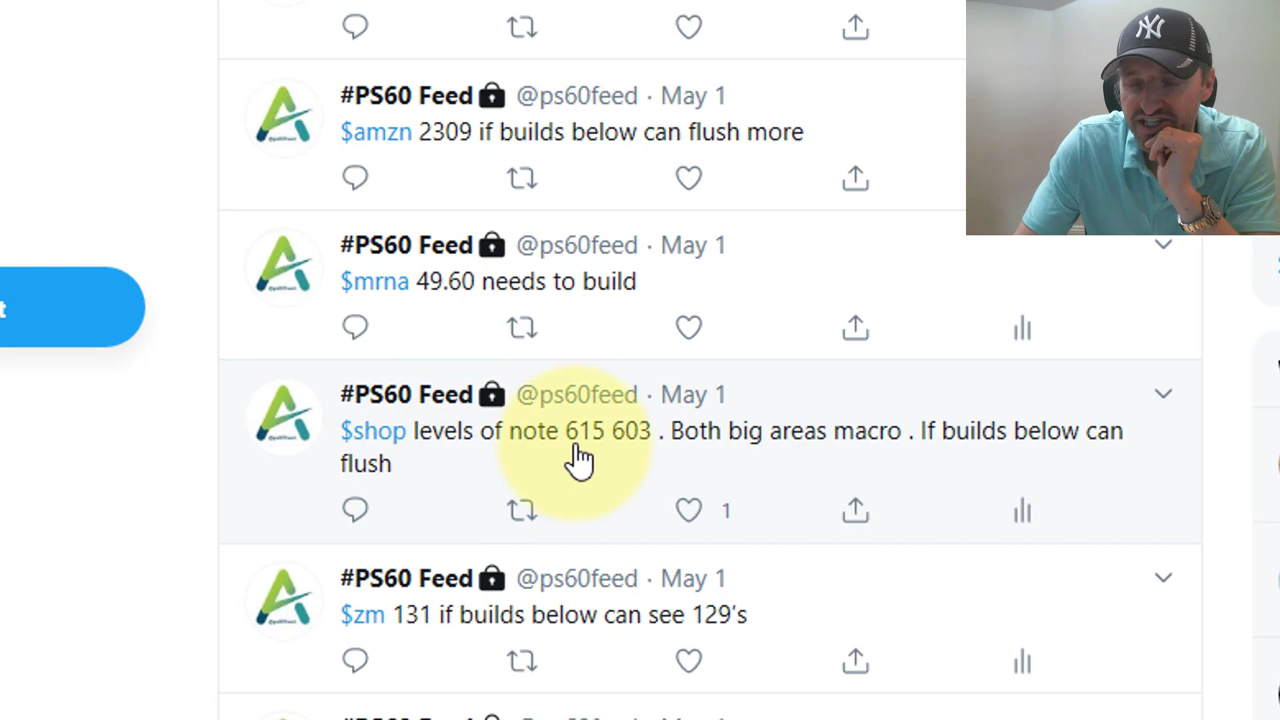 #PS60 Feed @ps60feed · May 1
$amzn 2309 if builds below can flush more
#PS60 Feed @ps60feed · May 1
$mrna 49.60 needs to build
#PS60 Feed @ps60feed · May 1
$shop levels of note 615 603 . Both big areas macro . If builds below can
flush
1
#PS60 Feed @ps60feed · May 1
$zm 131 if builds below can see 129's